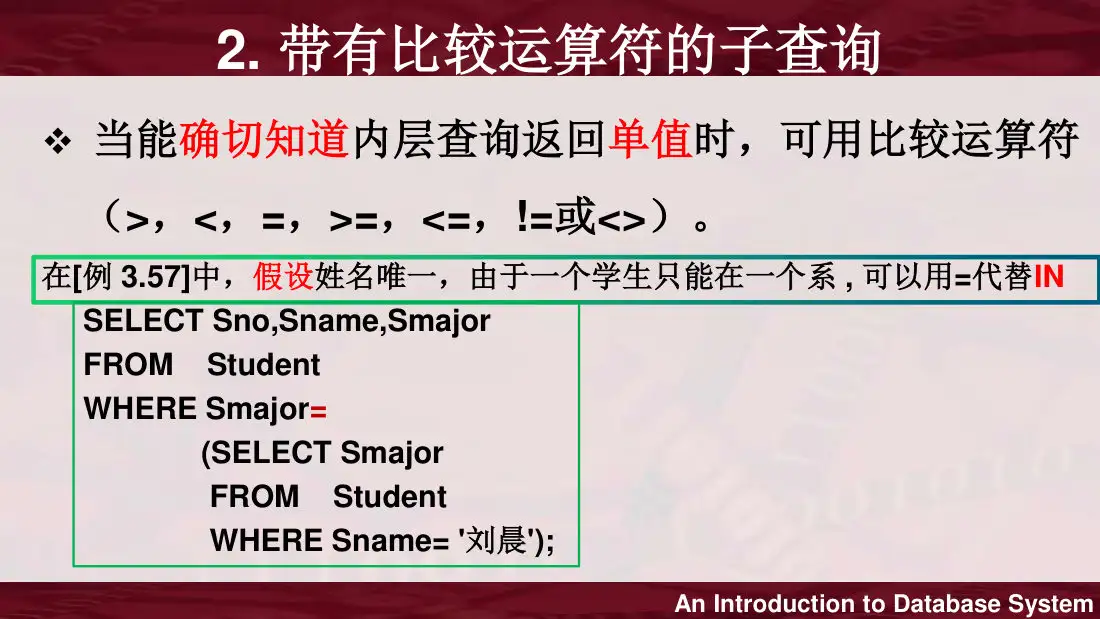 2. 带有比较运算符的子查询
❖ 当能确切知道内层查询返回单值时，可用比较运算符
（>，<，=，>=，<=，!=或<>）。
在[例 3.57]中，假设姓名唯一，由于一个学生只能在一个系 , 可以用=代替IN
SELECT Sno,Sname,Smajor
FROM Student
WHERE Smajor=
(SELECT Smajor
FROM Student
WHERE Sname= '刘晨');
An Introduction to Database System